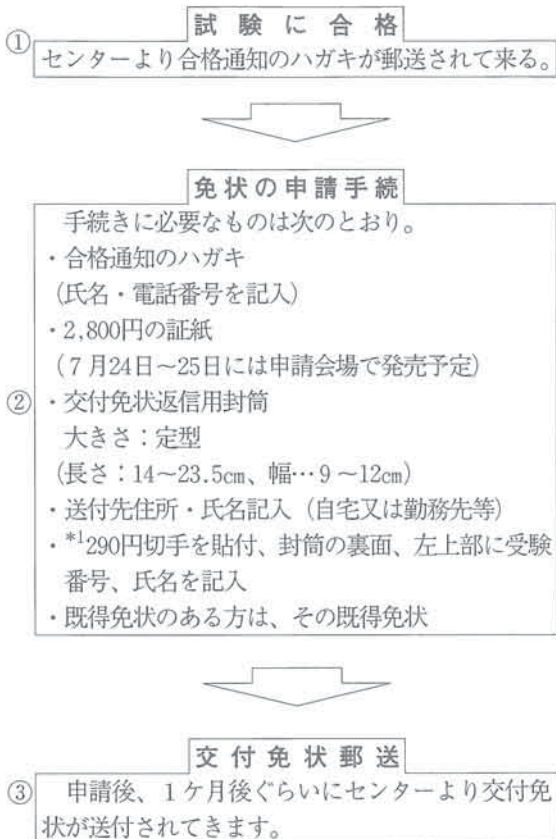 試験に合格
①
センターより合格通知のハガキが郵送されて来る。
免状の申請手続
②
手続きに必要なものは次のとおり。
・合格通知のハガキ
(氏名・電話番号を記入)
・2,800円の証紙
(7月24日～25日には申請会場で発売予定)
・交付免状返信用封筒
大きさ：定型
(長さ：14～23.5cm、幅…9～12cm)
・送付先住所・氏名記入（自宅又は勤務先等）
・*1290円切手を貼付、封筒の裏面、左上部に受験
番号、氏名を記入
・既得免状のある方は、その既得免状
交付免状郵送
③
申請後、1ケ月後ぐらいにセンターより交付免
状が送付されてきます。